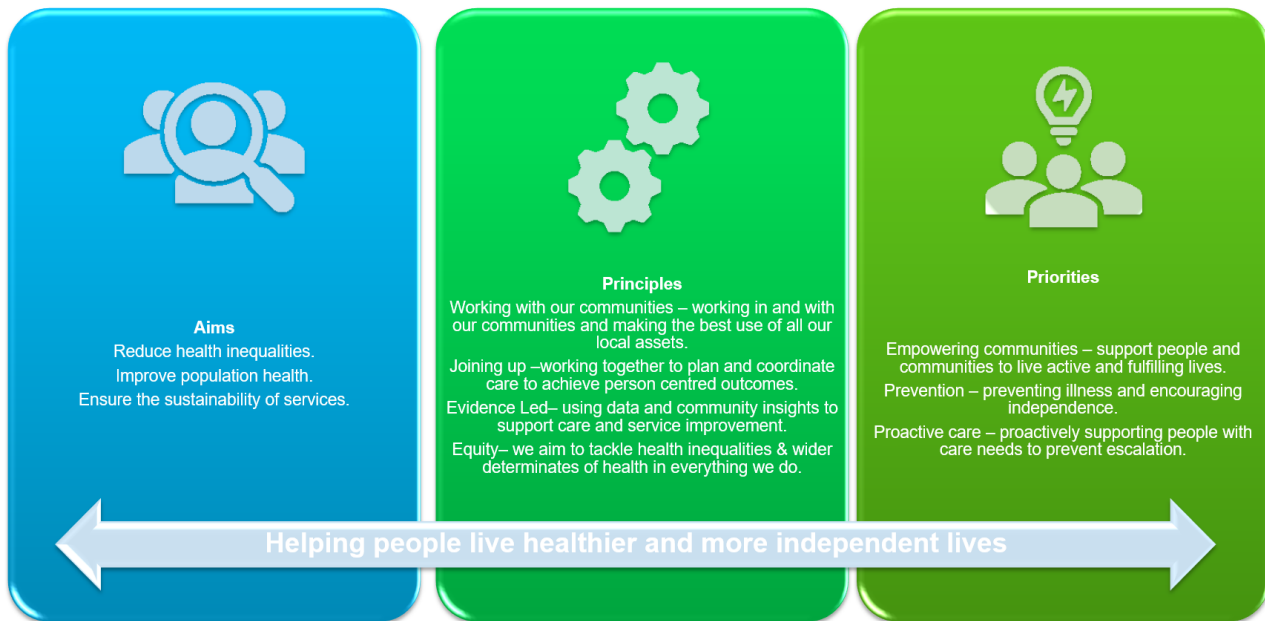 Aims
Reduce health inequalities.
Improve population health.
Ensure the sustainability of services.
Principles
Working with our communities – working in and with
our communities and making the best use of all our
local assets.
Joining up –working together to plan and coordinate
care to achieve person centred outcomes.
Evidence Led– using data and community insights to
support care and service improvement.
Equity– we aim to tackle health inequalities & wider
determinates of health in everything we do.
Priorities
Empowering communities – support people and
communities to live active and fulfilling lives.
Prevention – preventing illness and encouraging
independence.
Proactive care – proactively supporting people with
care needs to prevent escalation.
Helping people live healthier and more independent lives